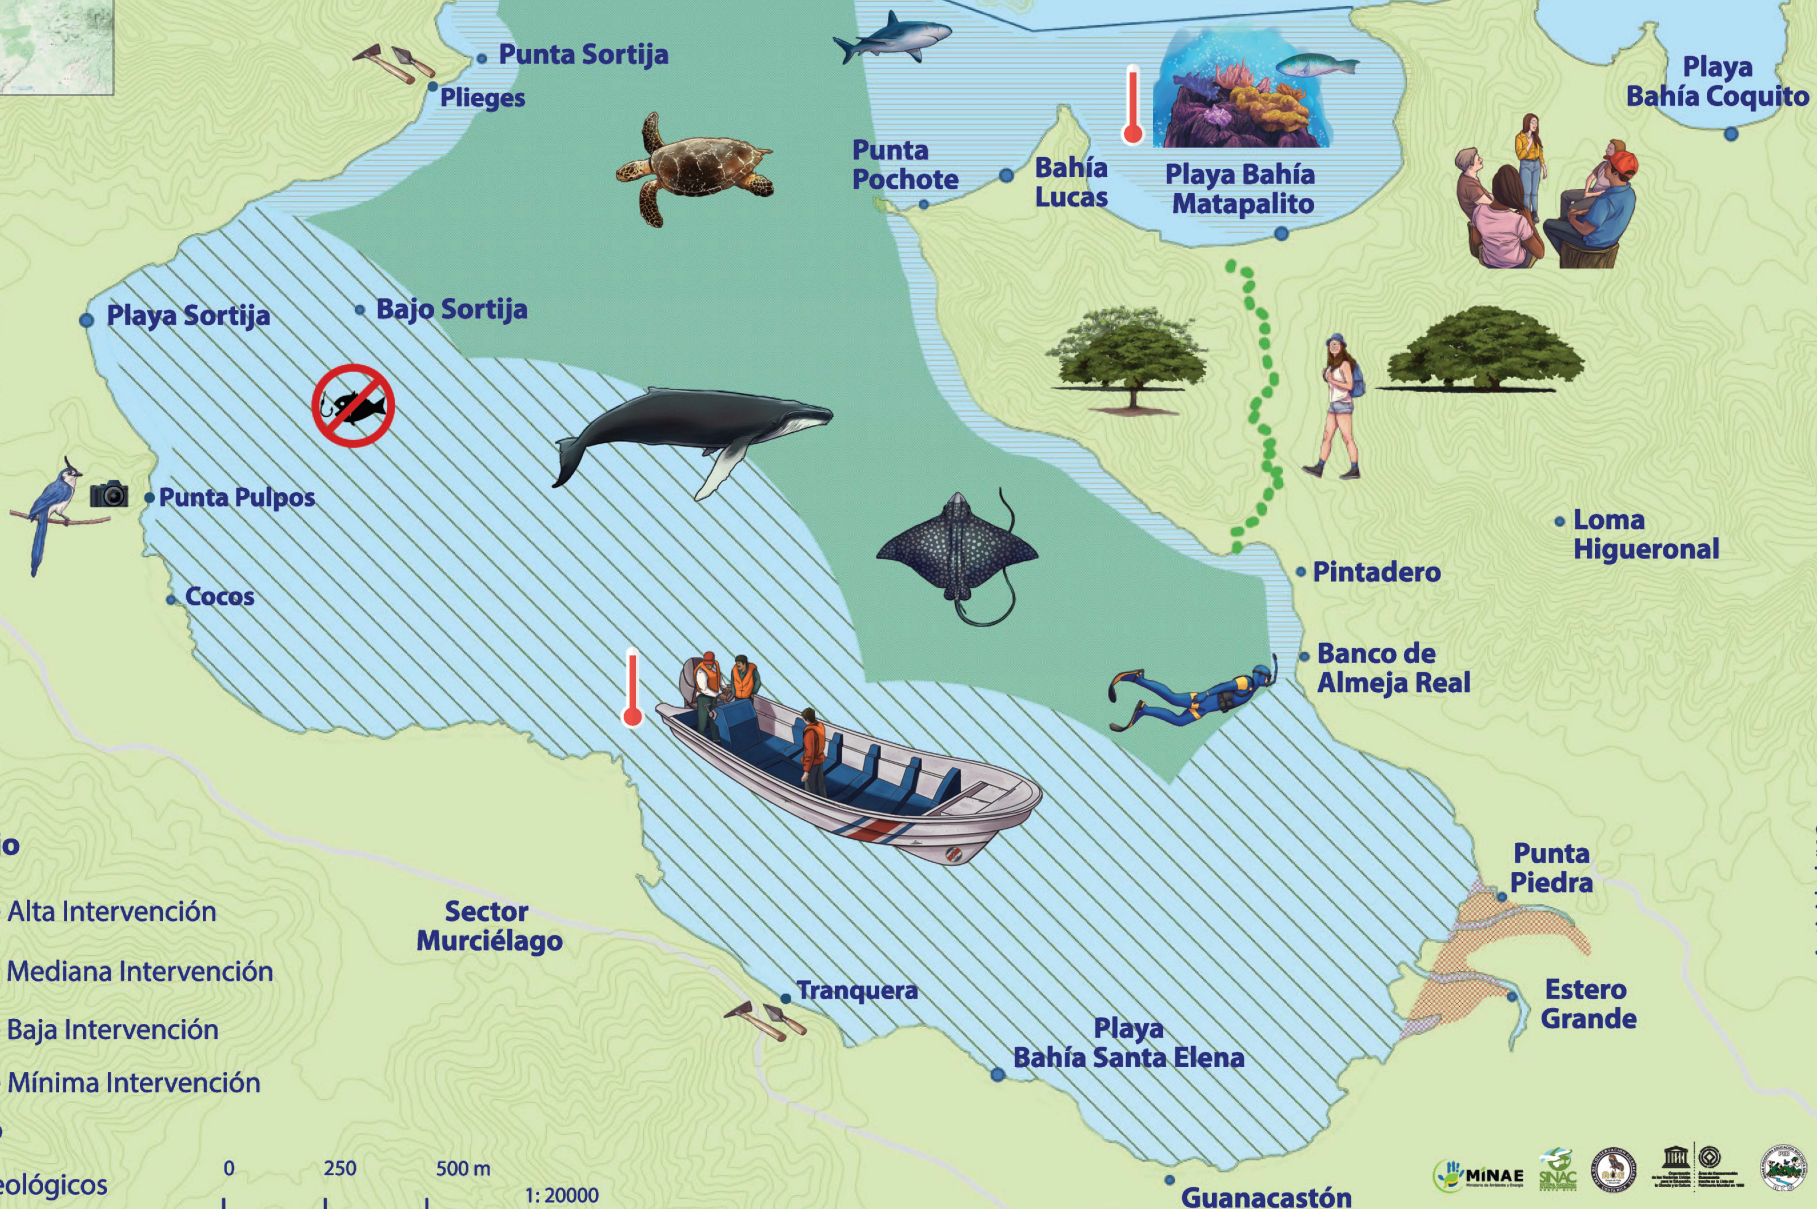 Punta Sortija
Plieges
Playa
Bahía Coquito
Punta
Pochote
Bahía
Lucas
Playa Bahía
Matapalito
Playa Sortija
Bajo Sortija
Punta Pulpos
Cocos
Loma
Higueronal
Pintadero
Banco de
Almeja Real
Punta
Piedra
Estero
Grande
Sector
Murciélago
Tranquera
Playa
Bahía Santa Elena
Guanacastón
jo
Alta Intervención
Mediana Intervención
Baja Intervención
Mínima Intervención
eológicos
0 250 500 m
1: 20000
MINAE
SINAC